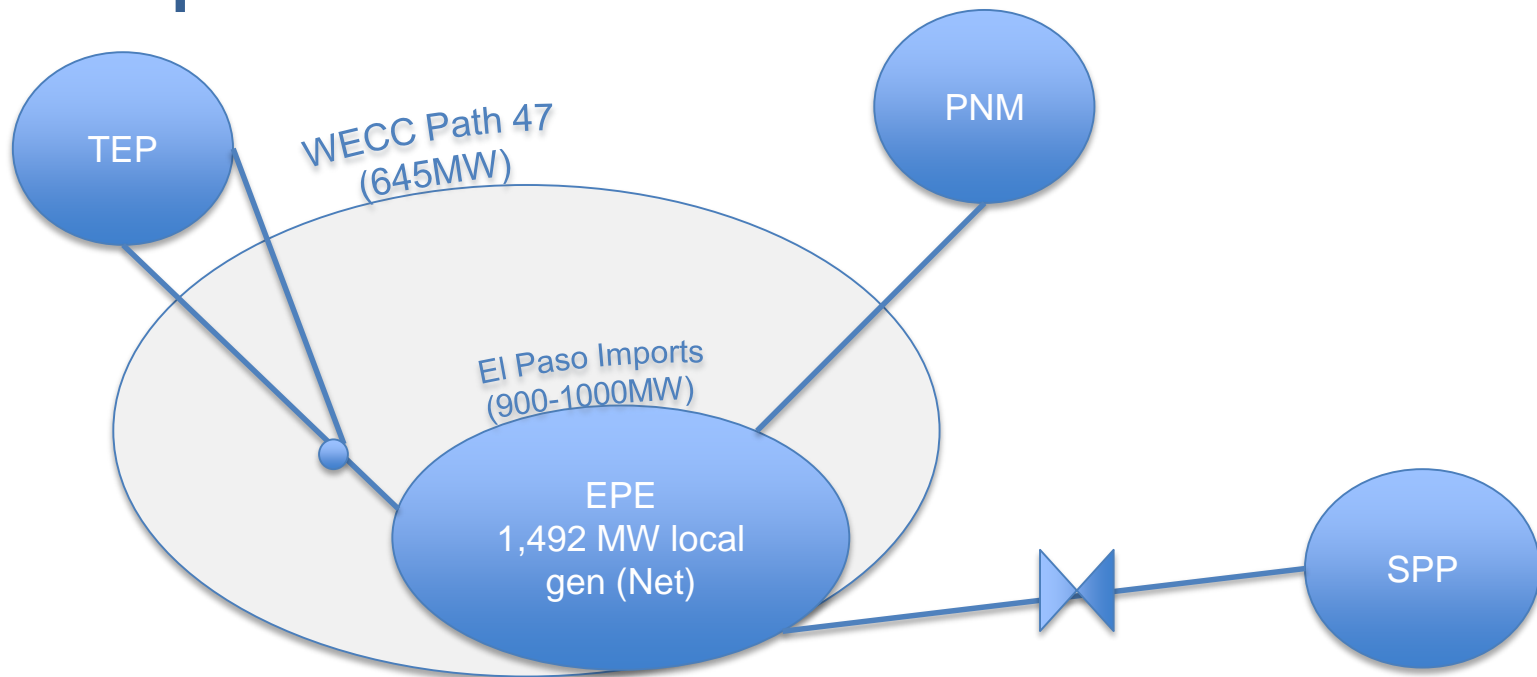 TEP
WECC Path 47
(645MW)
PNM
El Paso Imports
(900-1000MW)
EPE
1,492 MW local
gen (Net)
SPP